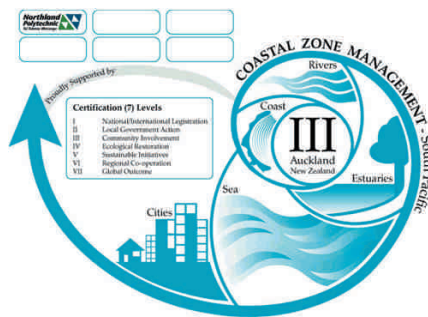 Northland
Polytechnic
Proudly Supported by
COASTAL ZONE MANAGEMENT - South Pacific
Certification (7) Levels
I National/International Legistration
II Local Government Action
III Community Involvement
IV Ecological Restoration
V Sustainable Initiatives
VI Regional Co-operation
VII Global Outcome
Rivers
Coast
III
Auckland
New Zealand
Estuaries
Sea
Cities